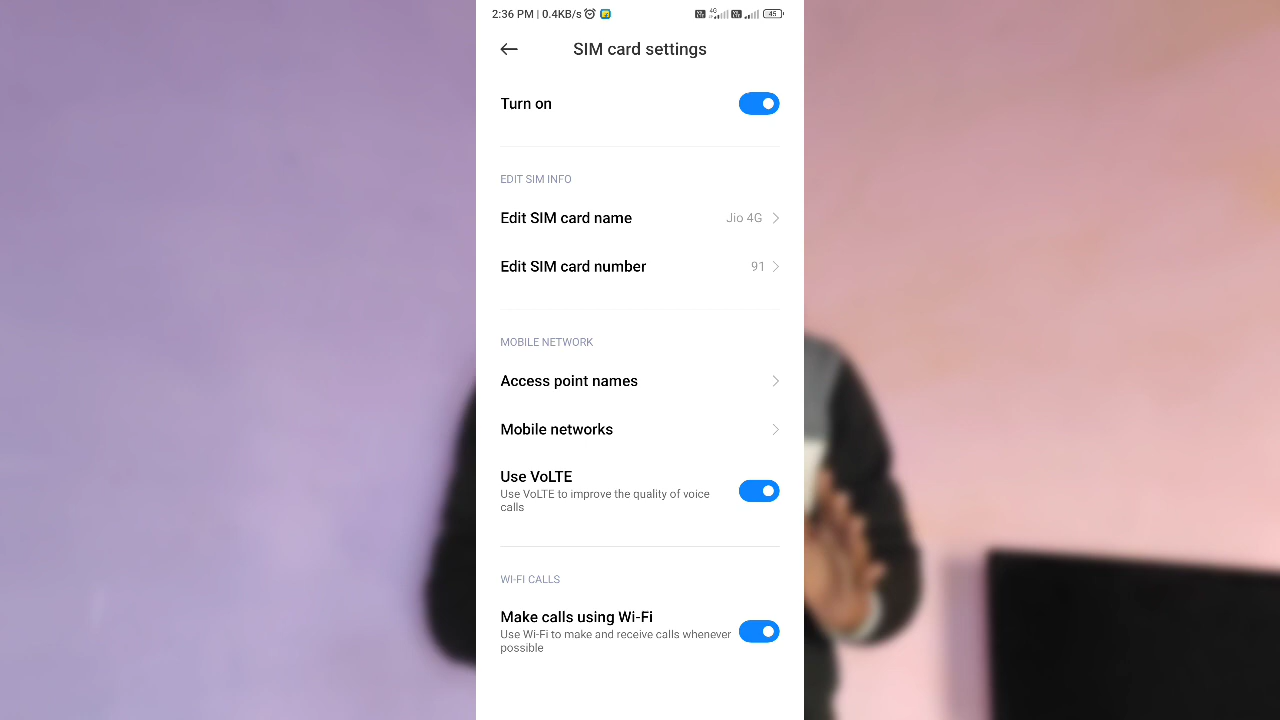 2:36 PM | 0.4KB/s
4G
45
SIM card settings
Turn on
EDIT SIM INFO
Edit SIM card name
Jio 4G
Edit SIM card number
91
MOBILE NETWORK
Access point names
Mobile networks
Use VoLTE
Use VoLTE to improve the quality of voice
calls
WI-FI CALLS
Make calls using Wi-Fi
Use Wi-Fi to make and receive calls whenever
possible